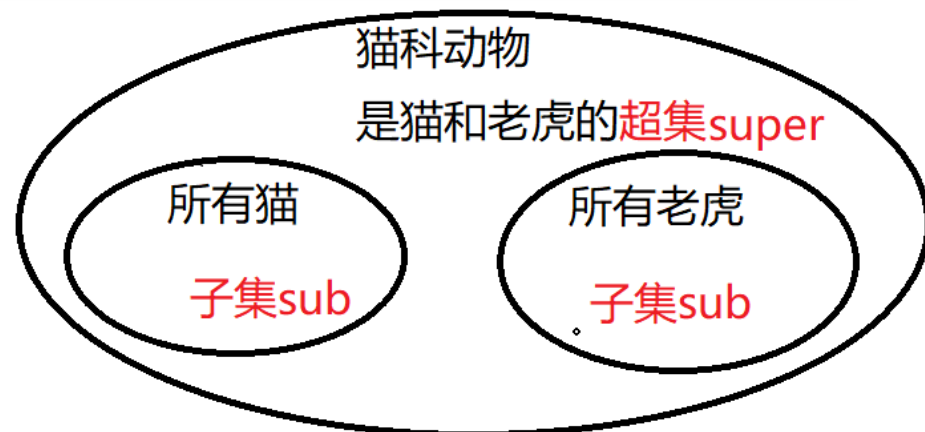 猫科动物
是猫和老虎的超集super
所有猫
子集sub
所有老虎
子集sub